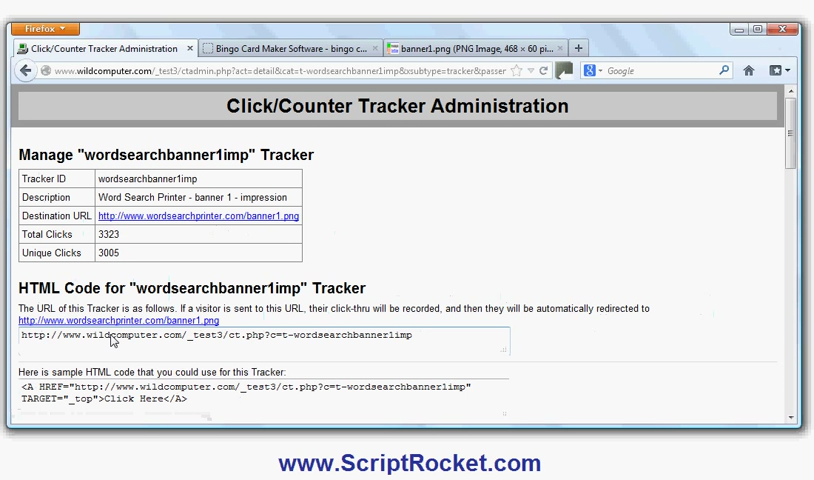 Firefox
Click/Counter Tracker Administration
Bingo Card Maker Software - bingo c...
banner1.png (PNG Image, 468 × 60 pi...
www.wildcomputer.com/_test3/ctadmin.php?act=detail&cat=t-wordsearchbanner1imp&xsubtype=tracker&passer
Google
Click/Counter Tracker Administration
Manage "wordsearchbanner1imp" Tracker
Tracker ID wordsearchbanner1imp
Description Word Search Printer - banner 1 - impression
Destination URL http://www.wordsearchprinter.com/banner1.png
Total Clicks 3323
Unique Clicks 3005
HTML Code for "wordsearchbanner1imp" Tracker
The URL of this Tracker is as follows. If a visitor is sent to this URL, their click-thru will be recorded, and then they will be automatically redirected to
http://www.wordsearchprinter.com/banner1.png
http://www.wildcomputer.com/_test3/ct.php?c=t-wordsearchbanner1imp
Here is sample HTML code that you could use for this Tracker:
<A HREF="http://www.wildcomputer.com/_test3/ct.php?c=t-wordsearchbanner1imp"
TARGET="_top">Click Here</A>
www.ScriptRocket.com